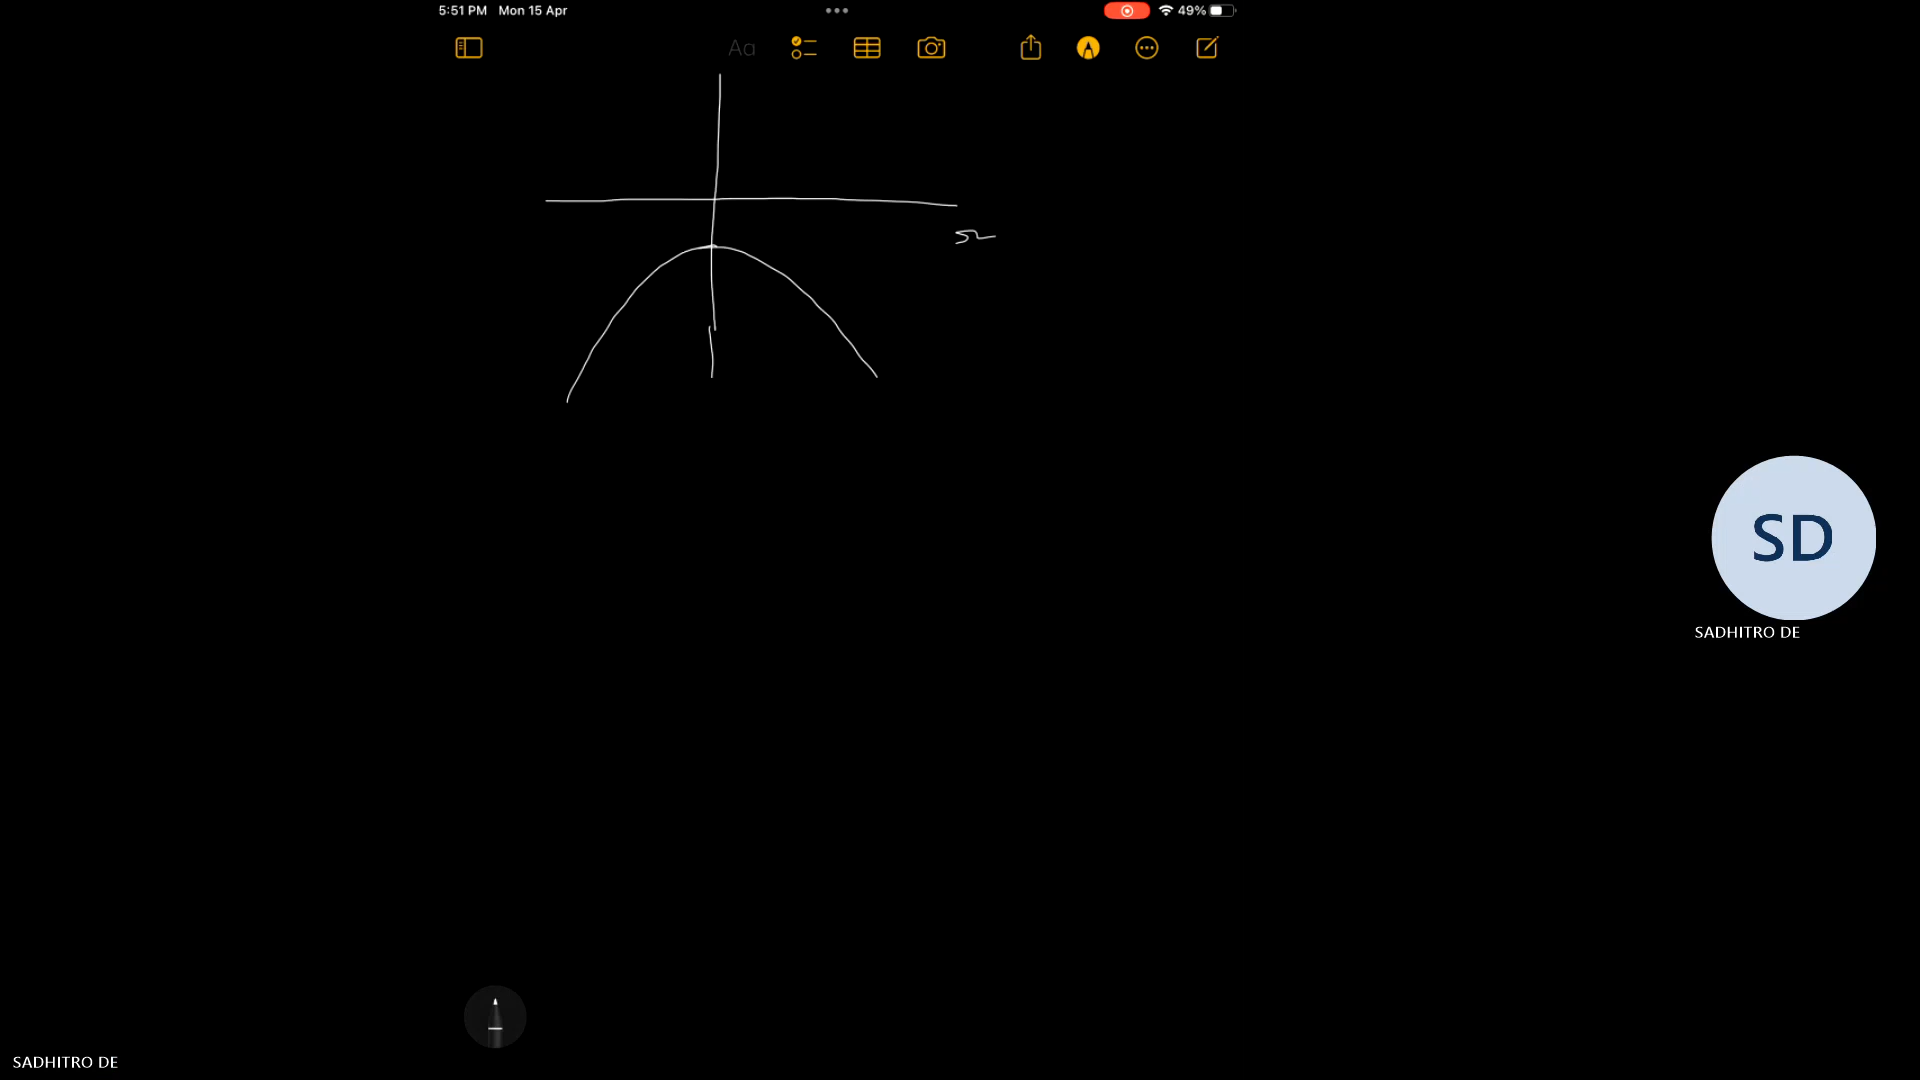 5:51 PM Mon 15 Apr
49%
Aa
SD
SADHITRO DE
SADHITRO DE